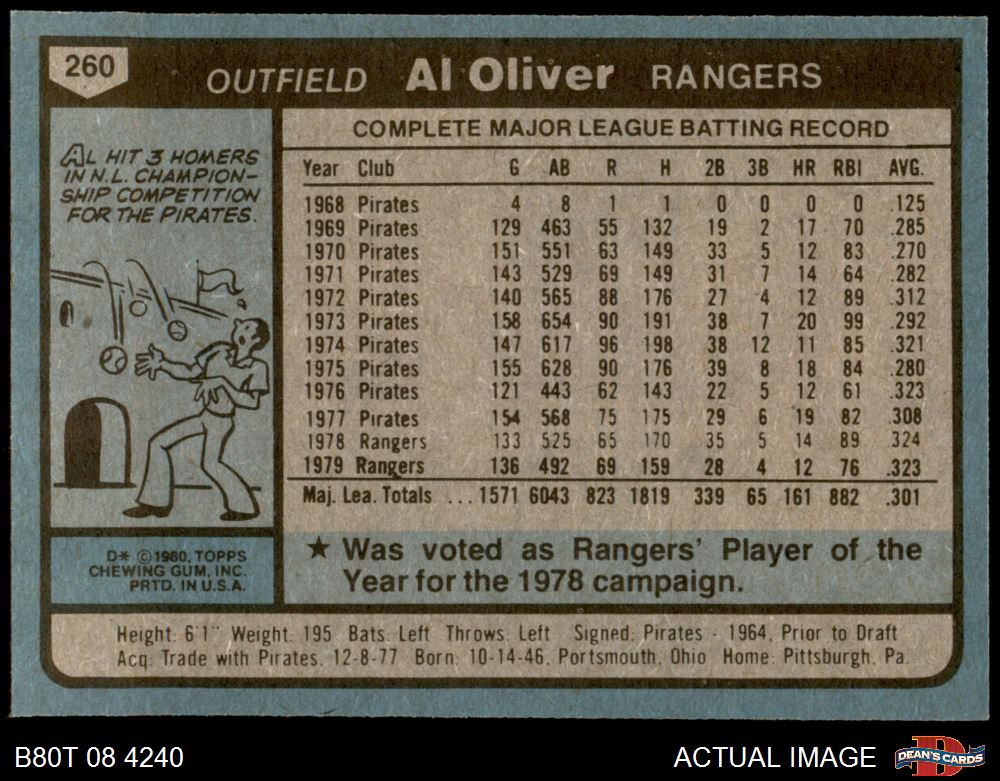 260
OUTFIELD Al Oliver RANGERS
AL HIT 3 HOMERS
IN N.L. CHAMPION-
SHIP COMPETITION
FOR THE PIRATES.
COMPLETE MAJOR LEAGUE BATTING RECORD
Year Club G AB R H 2B 3B HR RBI AVG.
1968 Pirates 4 8 1 1 0 0 0 0 .125
1969 Pirates 129 463 55 132 19 2 17 70 .285
1970 Pirates 151 551 63 149 33 5 12 83 .270
1971 Pirates 143 529 69 149 31 7 14 64 .282
1972 Pirates 140 565 88 176 27 4 12 89 .312
1973 Pirates 158 654 90 191 38 7 20 99 .292
1974 Pirates 147 617 96 198 38 12 11 85 .321
1975 Pirates 155 628 90 176 39 8 18 84 .280
1976 Pirates 121 443 62 143 22 5 12 61 .323
1977 Pirates 154 568 75 175 29 6 19 82 .308
1978 Rangers 133 525 65 170 35 5 14 89 .324
1979 Rangers 136 492 69 159 28 4 12 76 .323
Maj. Lea. Totals ... 1571 6043 823 1819 339 65 161 882 .301
★ Was voted as Rangers' Player of the
Year for the 1978 campaign.
D* ©1980, TOPPS
CHEWING GUM, INC.
PRTD. IN U.S.A.
Height: 6'1" Weight: 195 Bats: Left Throws: Left Signed: Pirates - 1964, Prior to Draft
Acq: Trade with Pirates, 12-8-77 Born: 10-14-46, Portsmouth, Ohio Home: Pittsburgh, Pa.
B80T 08 4240
ACTUAL IMAGE
DEAN'S CARDS